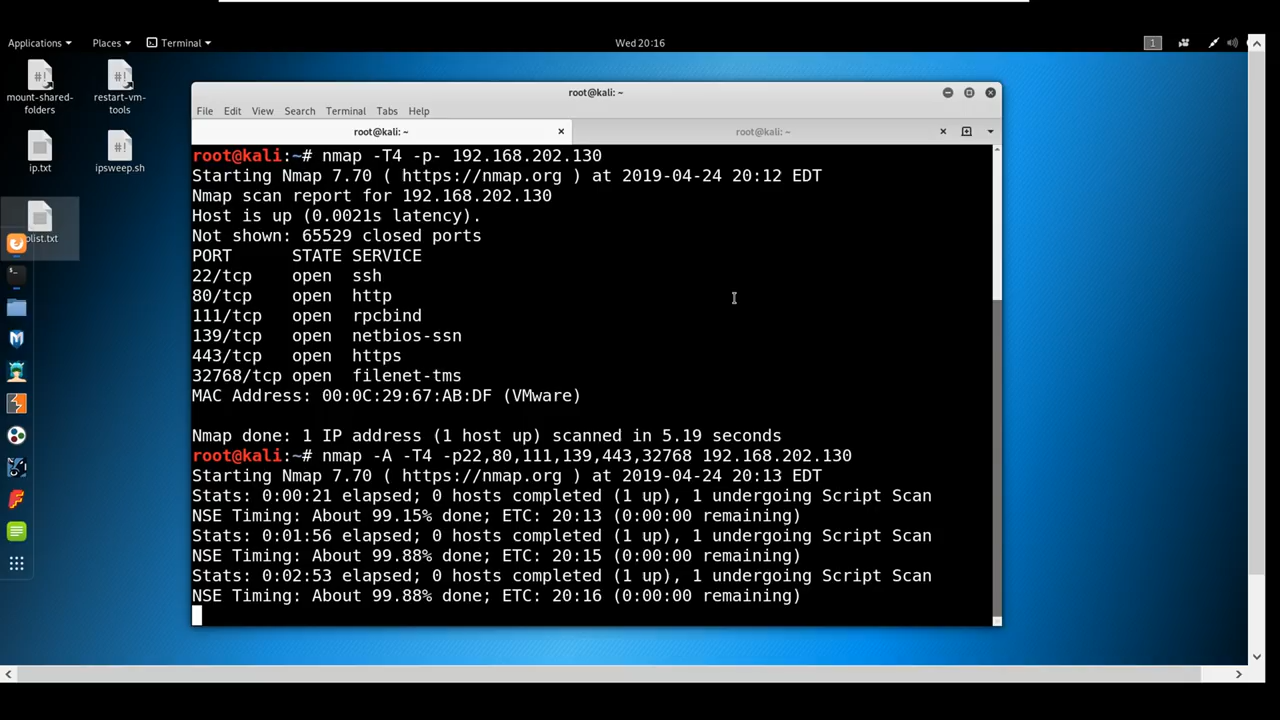 Applications
Places
Terminal
Wed 20:16
1
mount-shared-
folders
restart-vm-
tools
ip.txt
ipsweep.sh
plist.txt
root@kali: ~
File Edit View Search Terminal Tabs Help
root@kali: ~
root@kali: ~
root@kali:~# nmap -T4 -p- 192.168.202.130
Starting Nmap 7.70 ( https://nmap.org ) at 2019-04-24 20:12 EDT
Nmap scan report for 192.168.202.130
Host is up (0.0021s latency).
Not shown: 65529 closed ports
PORT STATE SERVICE
22/tcp open ssh
80/tcp open http
111/tcp open rpcbind
139/tcp open netbios-ssn
443/tcp open https
32768/tcp open filenet-tms
MAC Address: 00:0C:29:67:AB:DF (VMware)
Nmap done: 1 IP address (1 host up) scanned in 5.19 seconds
root@kali:~# nmap -A -T4 -p22,80,111,139,443,32768 192.168.202.130
Starting Nmap 7.70 ( https://nmap.org ) at 2019-04-24 20:13 EDT
Stats: 0:00:21 elapsed; 0 hosts completed (1 up), 1 undergoing Script Scan
NSE Timing: About 99.15% done; ETC: 20:13 (0:00:00 remaining)
Stats: 0:01:56 elapsed; 0 hosts completed (1 up), 1 undergoing Script Scan
NSE Timing: About 99.88% done; ETC: 20:15 (0:00:00 remaining)
Stats: 0:02:53 elapsed; 0 hosts completed (1 up), 1 undergoing Script Scan
NSE Timing: About 99.88% done; ETC: 20:16 (0:00:00 remaining)